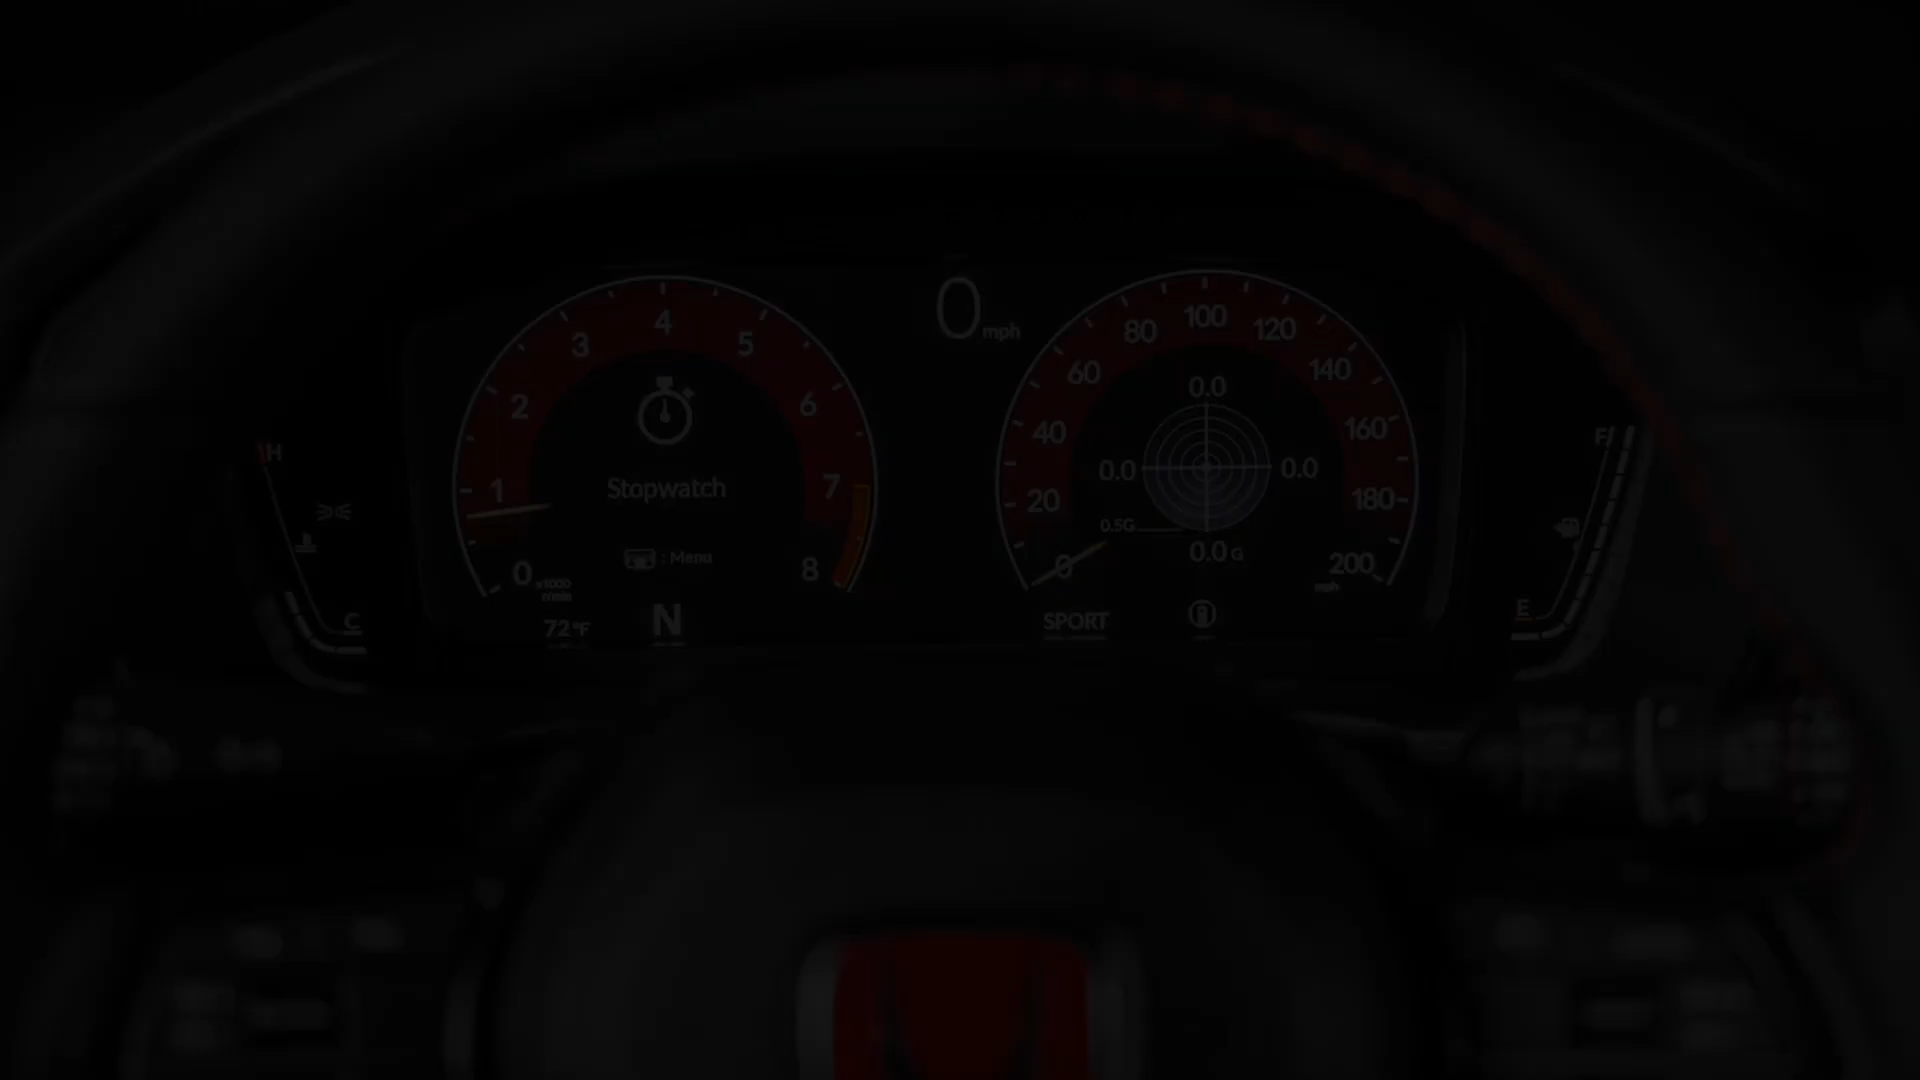 0 mph
4
3 5
2 6
1 7
0 8
x1000
r/min
Stopwatch
: Menu
72°F
N
100
80 120
60 140
40 160
20 180
0 200
mph
0.0
0.0 0.0
0.5G
0.0 G
SPORT
H
C
F
E